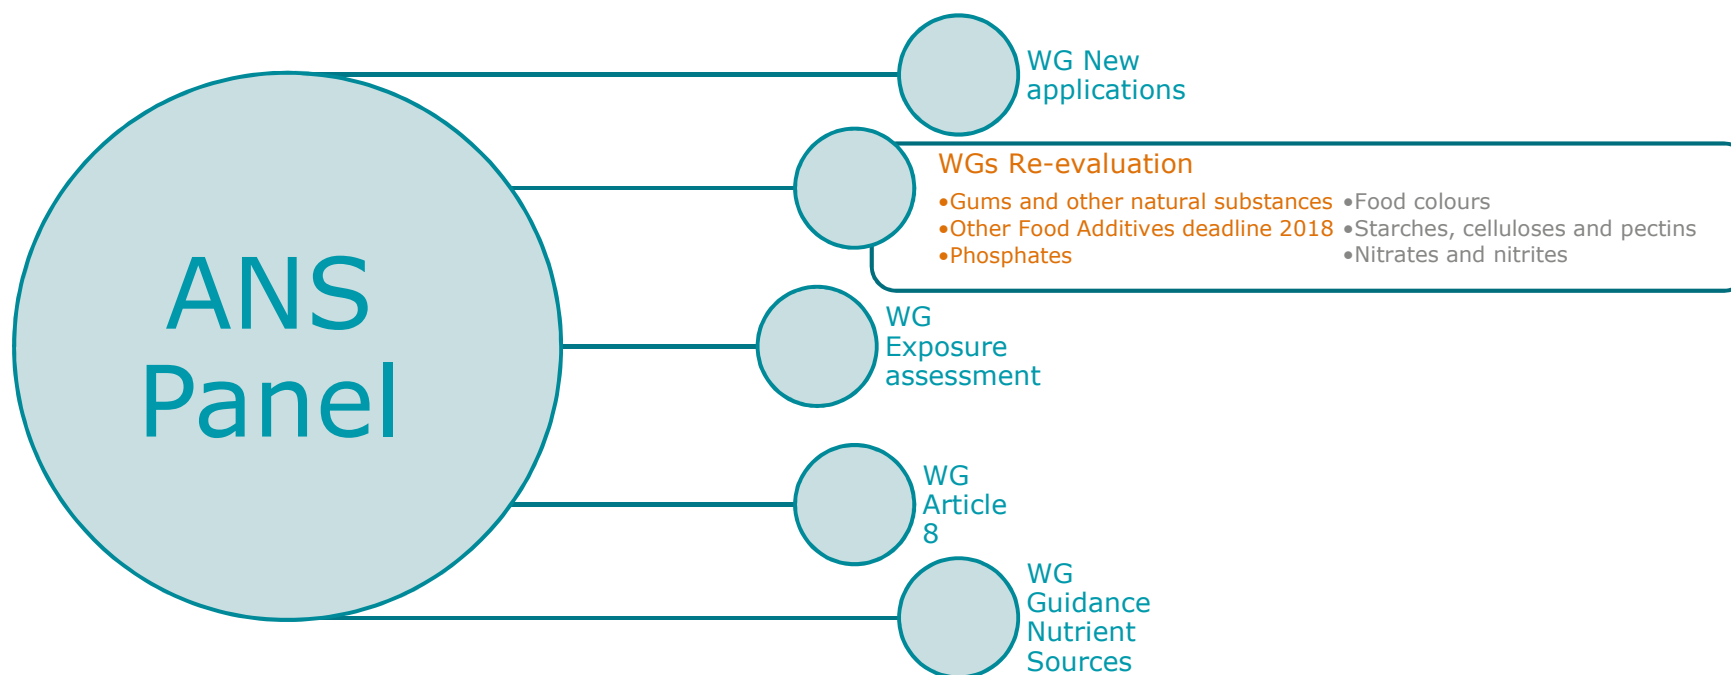 ANS
Panel
WG New
applications
WGs Re-evaluation
•Gums and other natural substances
•Other Food Additives deadline 2018
•Phosphates
•Food colours
•Starches, celluloses and pectins
•Nitrates and nitrites
WG
Exposure
assessment
WG
Article
8
WG
Guidance
Nutrient
Sources